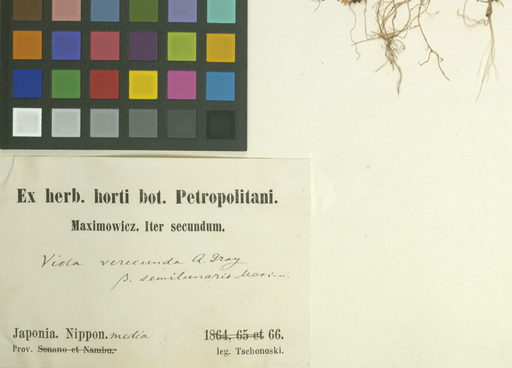 Ex herb. horti bot. Petropolitani.
Maximowicz. Iter secundum.
Viola verecunda A. Gray
β. semilunaris Maxim.
Japonia. Nippon. media 1864, 65 et 66.
Prov. Senano et Nambu. leg. Tschonoski.